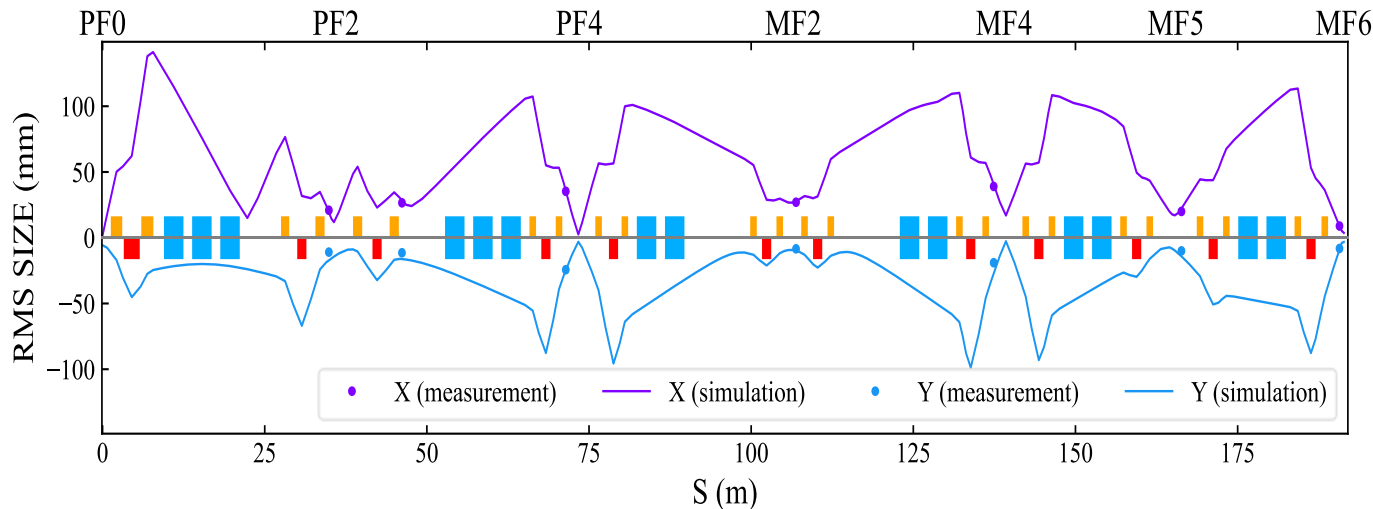 PF0 PF2 PF4 MF2 MF4 MF5 MF6
RMS SIZE (mm)
100
50
0
−50
−100
X (measurement) X (simulation) Y (measurement) Y (simulation)
0 25 50 75 100 125 150 175
S (m)